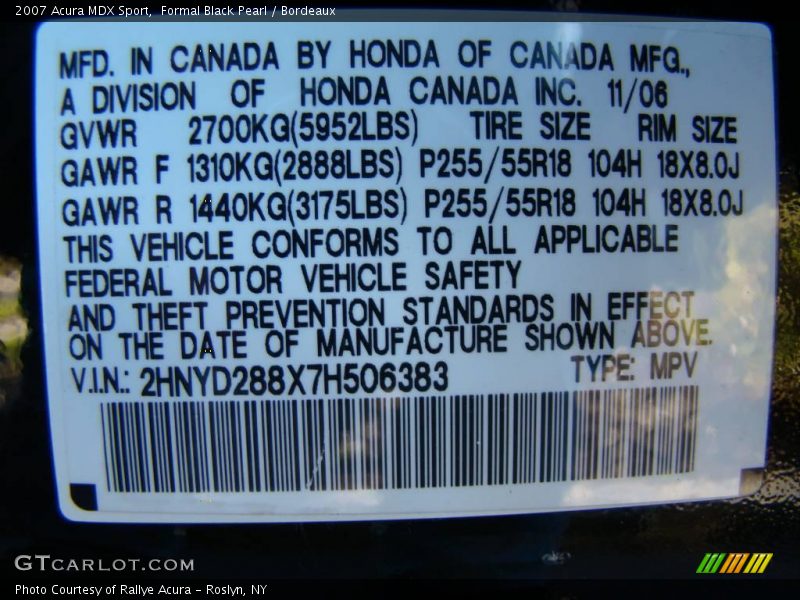 2007 Acura MDX Sport,  Formal Black Pearl / Bordeaux
MFD. IN CANADA BY HONDA OF CANADA MFG.,
A DIVISION OF HONDA CANADA INC. 11/06
GVWR 2700KG(5952LBS) TIRE SIZE RIM SIZE
GAWR F 1310KG(2888LBS) P255/55R18 104H 18X8.0J
GAWR R 1440KG(3175LBS) P255/55R18 104H 18X8.0J
THIS VEHICLE CONFORMS TO ALL APPLICABLE
FEDERAL MOTOR VEHICLE SAFETY
AND THEFT PREVENTION STANDARDS IN EFFECT
ON THE DATE OF MANUFACTURE SHOWN ABOVE.
V.I.N.: 2HNYD288X7H506383 TYPE: MPV
GTCARLOT.COM
Photo Courtesy of Rallye Acura - Roslyn, NY